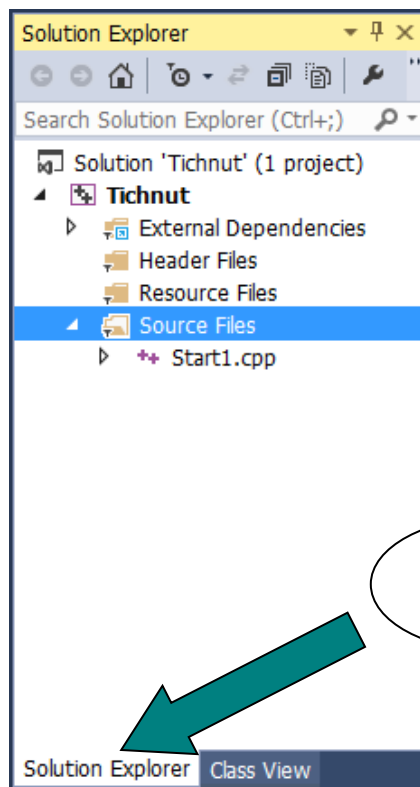 Solution Explorer
Search Solution Explorer (Ctrl+;)
Solution 'Tichnut' (1 project)
Tichnut
External Dependencies
Header Files
Resource Files
Source Files
++ Start1.cpp
Solution Explorer Class View